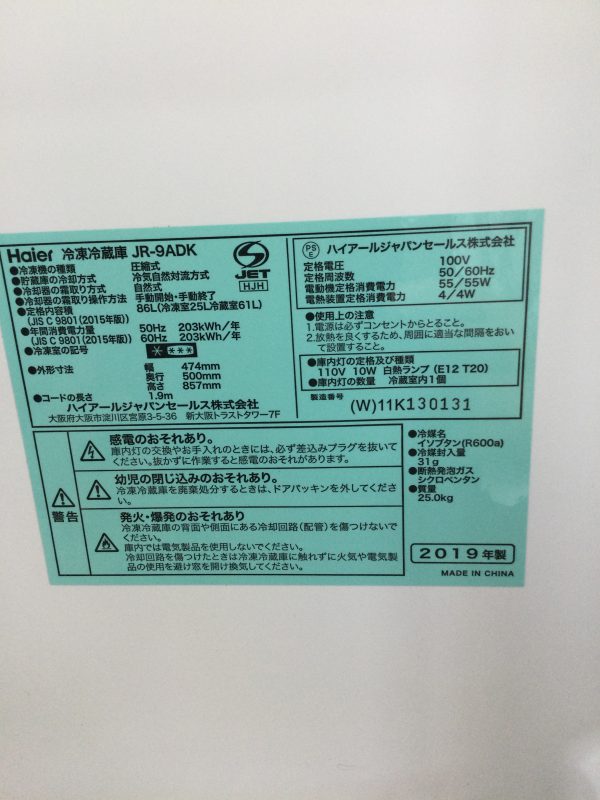 Haier 冷凍冷蔵庫 JR-9ADK
●冷凍機の種類 圧縮式
●貯蔵庫の冷却方式 冷気自然対流方式
●冷却器の霜取り方式 自然式
●冷却器の霜取り操作方法 手動開始・手動終了
●定格内容積 86L(冷凍室25L冷蔵室61L)
(JIS C 9801(2015年版))
●年間消費電力量 50Hz 203kWh/年
(JIS C 9801(2015年版)) 60Hz 203kWh/年
●冷凍室の記号 ****
●外形寸法 幅 474mm
奥行 500mm
高さ 857mm
●コードの長さ 1.9m
ハイアールジャパンセールス株式会社
大阪府大阪市淀川区宮原3-5-36 新大阪トラストタワー7F
S
JET
HJH
PS
E
ハイアールジャパンセールス株式会社
定格電圧 100V
定格周波数 50/60Hz
電動機定格消費電力 55/55W
電熱装置定格消費電力 4/4W
●使用上の注意
1.電源は必ずコンセントからとること。
2.放熱を良くするため、周囲に適当な間隔をおい
て設置すること。
●庫内灯の定格及び種類
110V 10W 白熱ランプ(E12 T20)
●庫内灯の数量 冷蔵室内1個
製造番号
(W)11K130131
警告
感電のおそれあり。
庫内灯の交換やお手入れのときには、必ず差込みプラグを抜いて
ください。抜かずに作業すると感電のおそれがあります。
幼児の閉じ込めのおそれあり。
冷凍冷蔵庫を廃棄処分するときは、ドアパッキンを外してくださ
い。
発火・爆発のおそれあり
冷凍冷蔵庫の背面や側面にある冷却回路(配管)を傷つけないで
ください。
庫内では電気製品を使用しないでください。
冷却回路を傷つけたときは冷凍冷蔵庫に触れずに火気や電気製
品の使用を避け窓を開け換気してください。
●冷媒名
イソブタン(R600a)
●冷媒封入量
31g
●断熱発泡ガス
シクロペンタン
●質量
25.0kg
2019年製
MADE IN CHINA